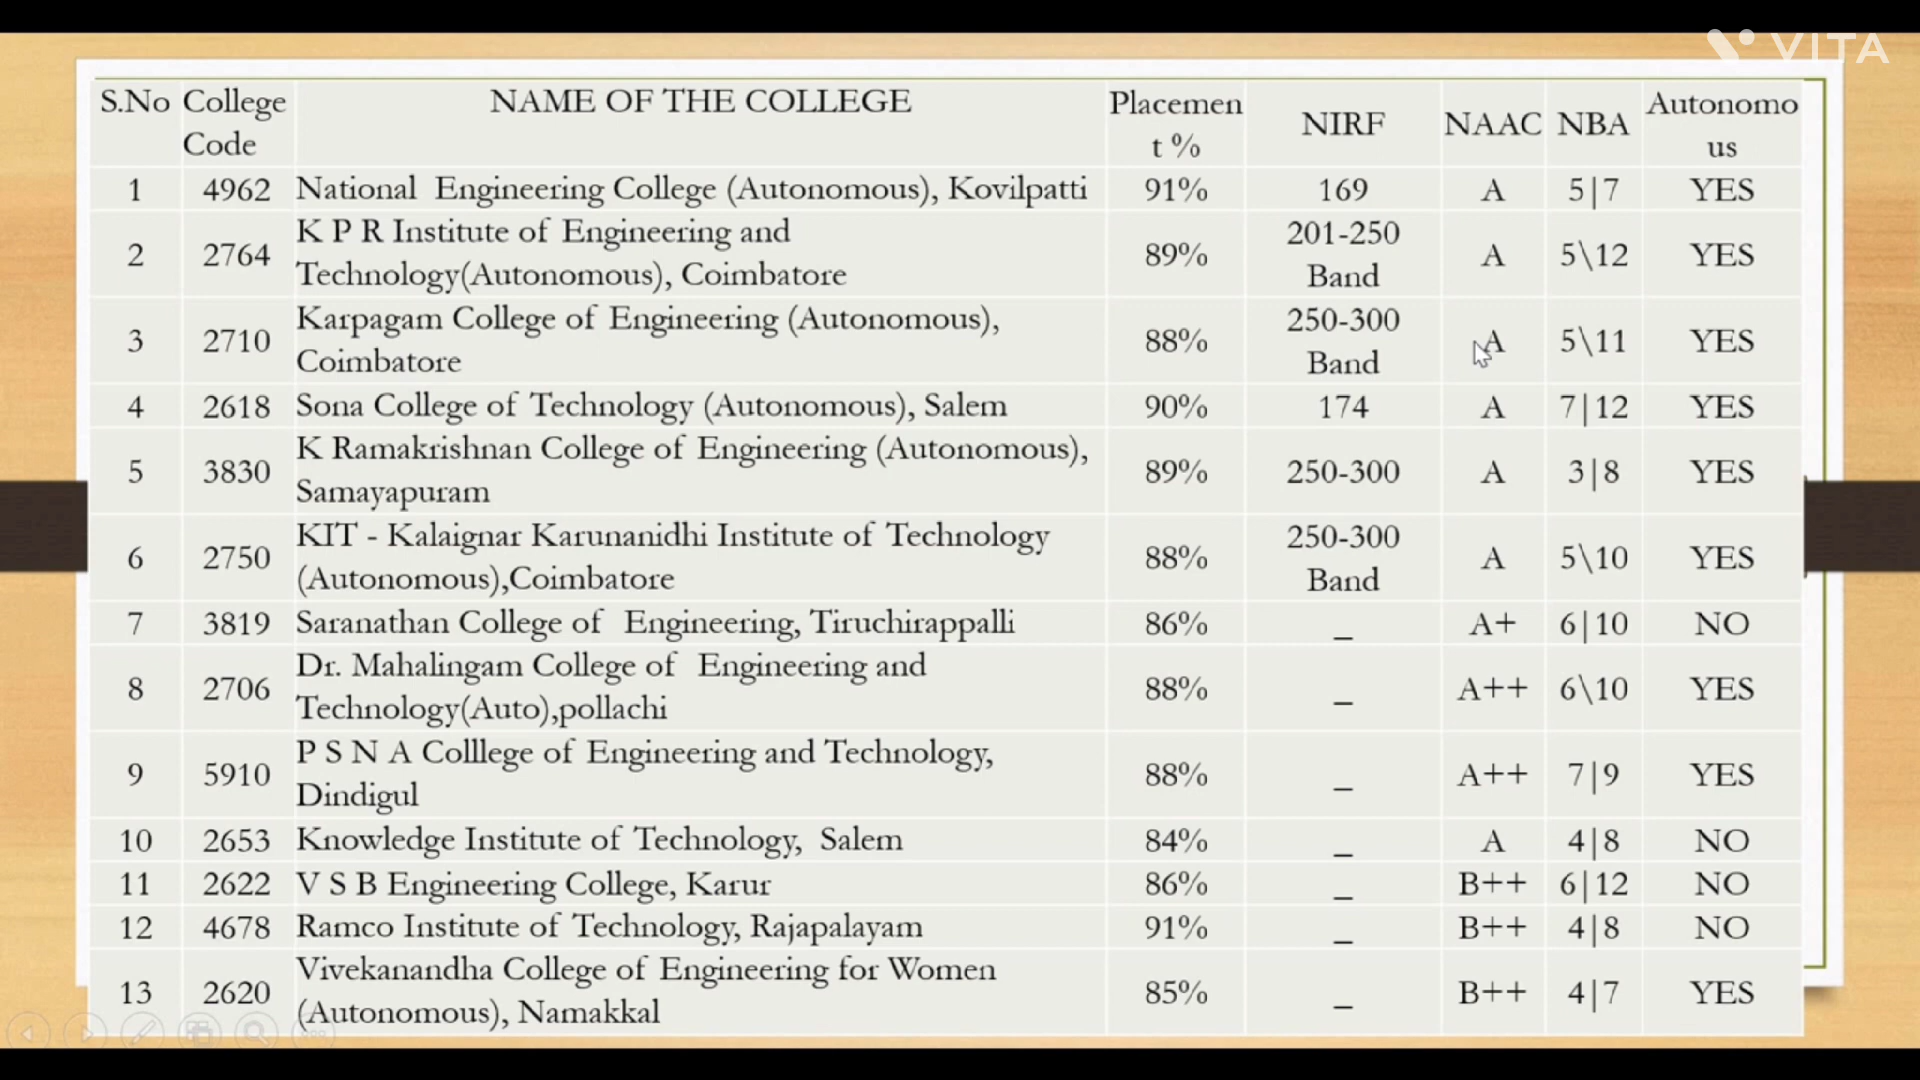 VITA
S.No College Code NAME OF THE COLLEGE Placement % NIRF NAAC NBA Autonomous
1 4962 National Engineering College (Autonomous), Kovilpatti 91% 169 A 5|7 YES
2 2764 K P R Institute of Engineering and Technology(Autonomous), Coimbatore 89% 201-250 Band A 5\12 YES
3 2710 Karpagam College of Engineering (Autonomous), Coimbatore 88% 250-300 Band A 5\11 YES
4 2618 Sona College of Technology (Autonomous), Salem 90% 174 A 7|12 YES
5 3830 K Ramakrishnan College of Engineering (Autonomous), Samayapuram 89% 250-300 A 3|8 YES
6 2750 KIT - Kalaignar Karunanidhi Institute of Technology (Autonomous),Coimbatore 88% 250-300 Band A 5\10 YES
7 3819 Saranathan College of Engineering, Tiruchirappalli 86% _ A+ 6|10 NO
8 2706 Dr. Mahalingam College of Engineering and Technology(Auto),pollachi 88% _ A++ 6\10 YES
9 5910 P S N A Colllege of Engineering and Technology, Dindigul 88% _ A++ 7|9 YES
10 2653 Knowledge Institute of Technology, Salem 84% _ A 4|8 NO
11 2622 V S B Engineering College, Karur 86% _ B++ 6|12 NO
12 4678 Ramco Institute of Technology, Rajapalayam 91% _ B++ 4|8 NO
13 2620 Vivekanandha College of Engineering for Women (Autonomous), Namakkal 85% _ B++ 4|7 YES